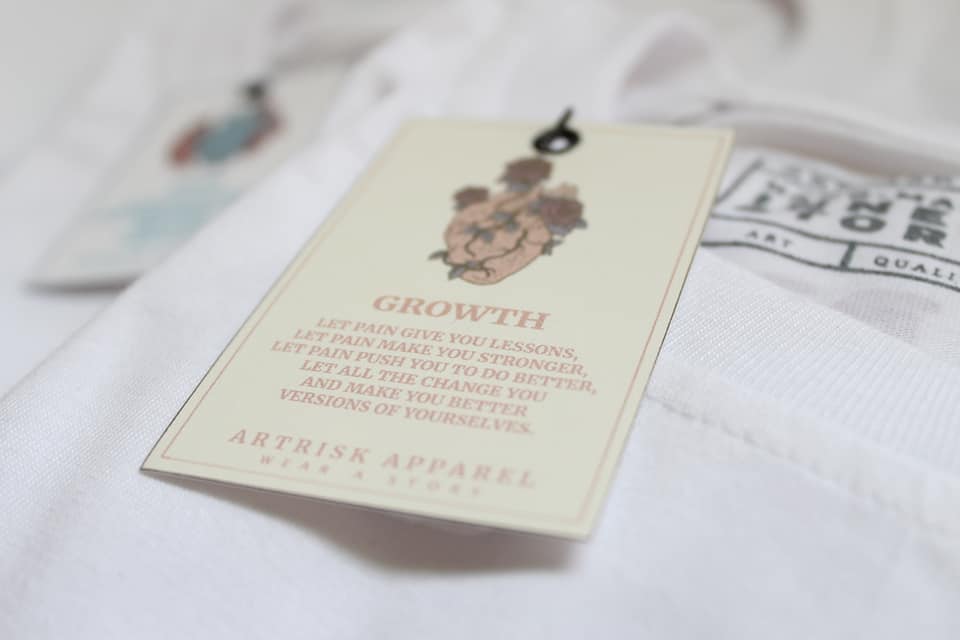 GROWTH
LET PAIN GIVE YOU LESSONS,
LET PAIN MAKE YOU STRONGER,
LET PAIN PUSH YOU TO DO BETTER,
LET ALL THE CHANGE YOU
AND MAKE YOU BETTER
VERSIONS OF YOURSELVES.
ARTRISK APPAREL
WEAR A STORY
ART
QUALI